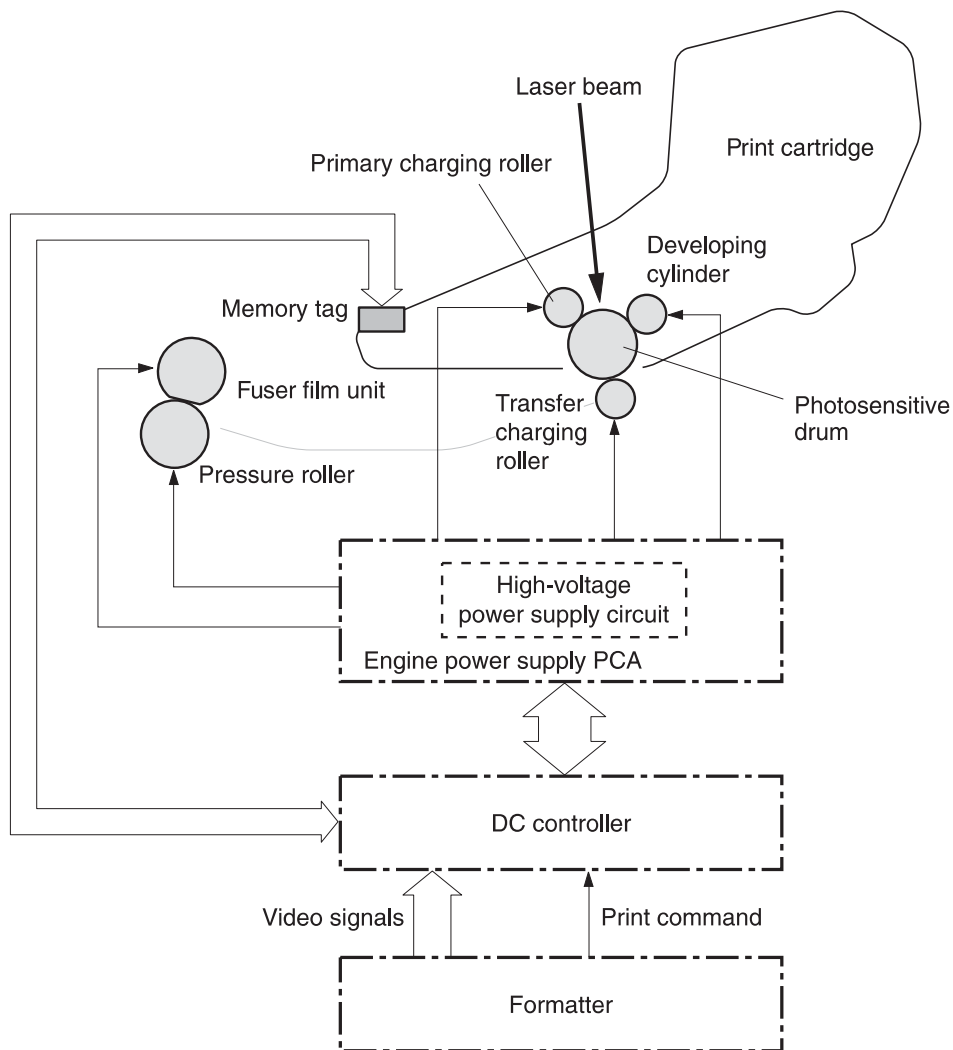 Laser beam
Print cartridge
Primary charging roller
Developing
cylinder
Memory tag
Fuser film unit
Transfer
charging
roller
Photosensitive
drum
Pressure roller
High-voltage
power supply circuit
Engine power supply PCA
DC controller
Video signals
Print command
Formatter